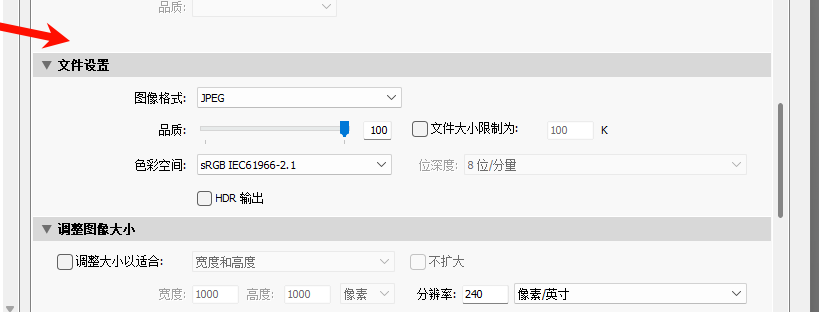 品质:
文件设置
图像格式: JPEG
品质: 100 文件大小限制为: 100 K
色彩空间: sRGB IEC61966-2.1 位深度: 8 位/分量
HDR 输出
调整图像大小
调整大小以适合: 宽度和高度 不扩大
宽度: 1000 高度: 1000 像素 分辨率: 240 像素/英寸